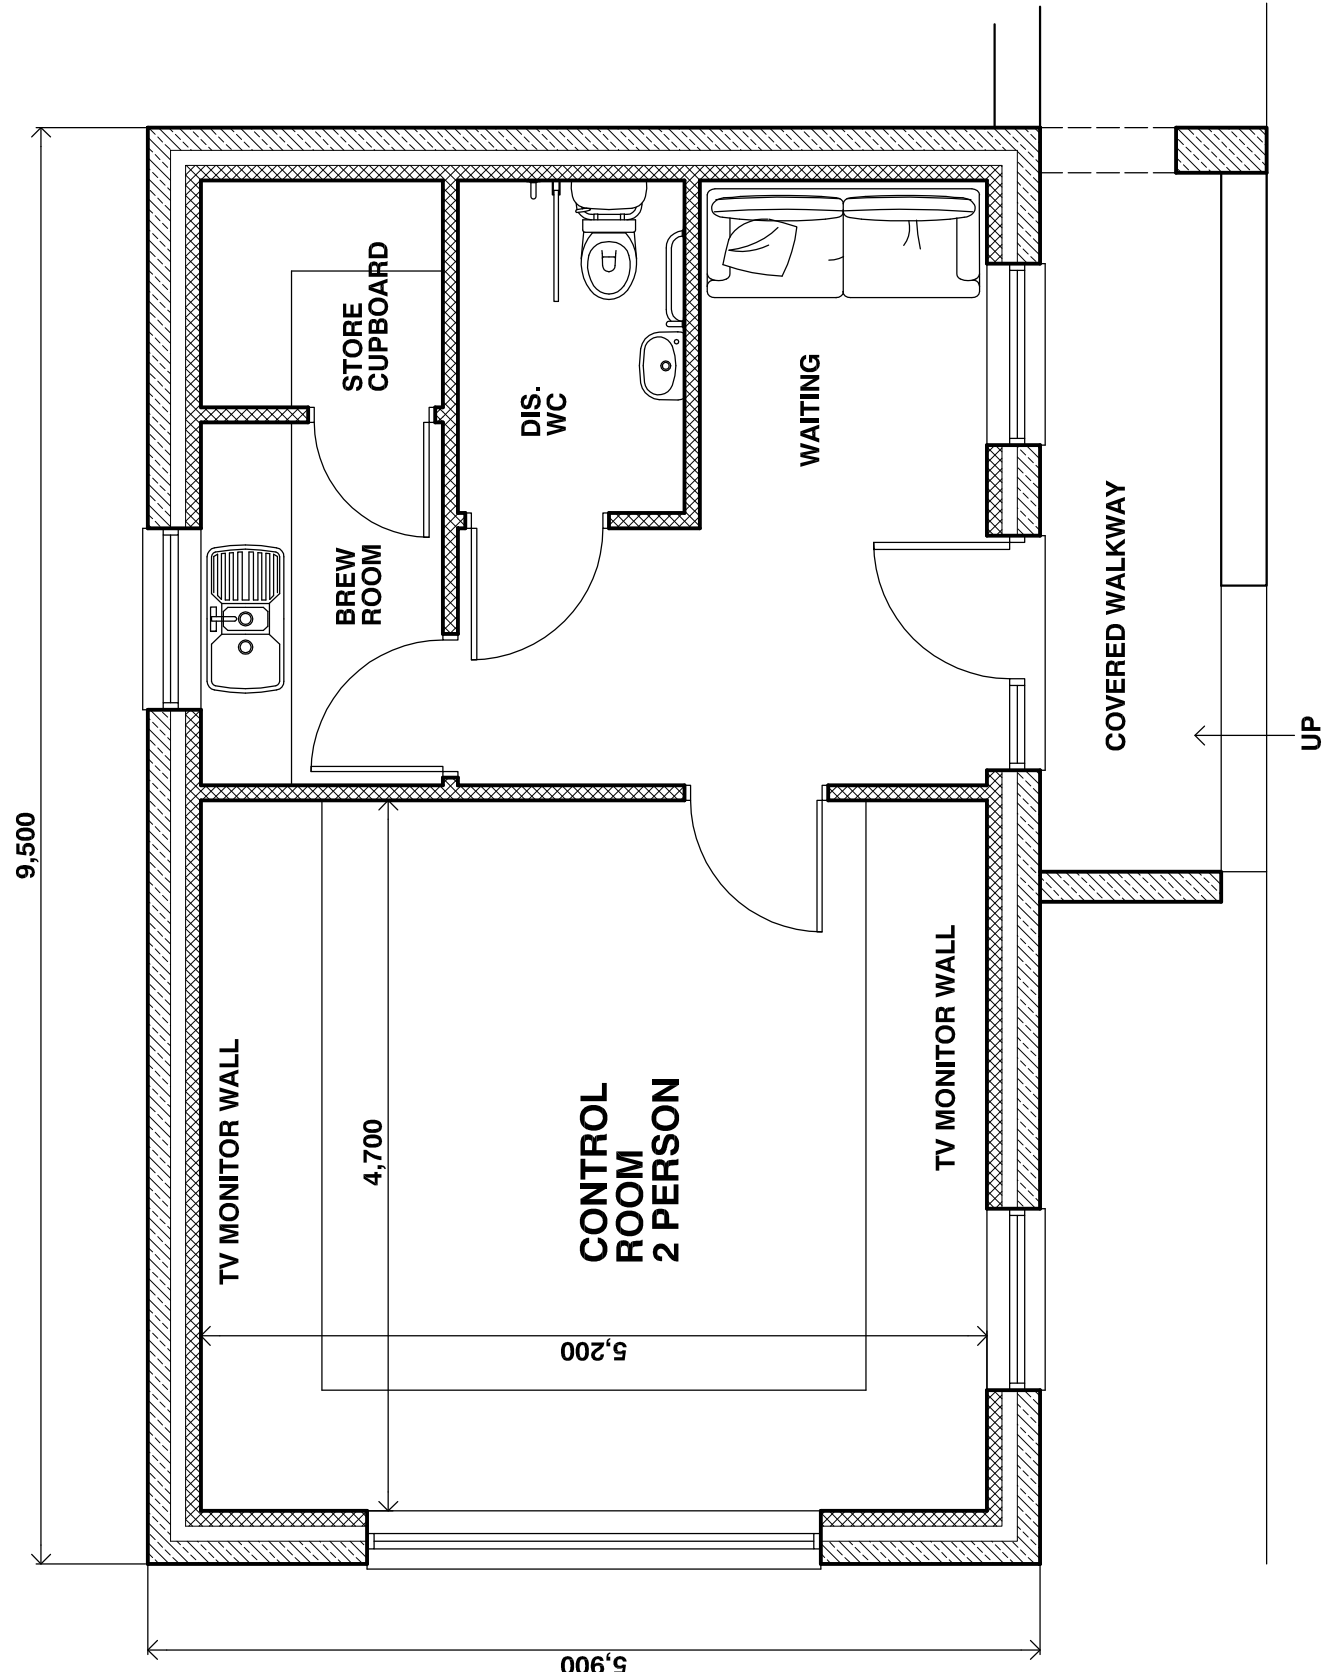 STORE
CUPBOARD
DIS.
WC
WAITING
BREW
ROOM
COVERED WALKWAY
UP
9,500
TV MONITOR WALL
4,700
CONTROL
ROOM
2 PERSON
TV MONITOR WALL
5,200
5,900